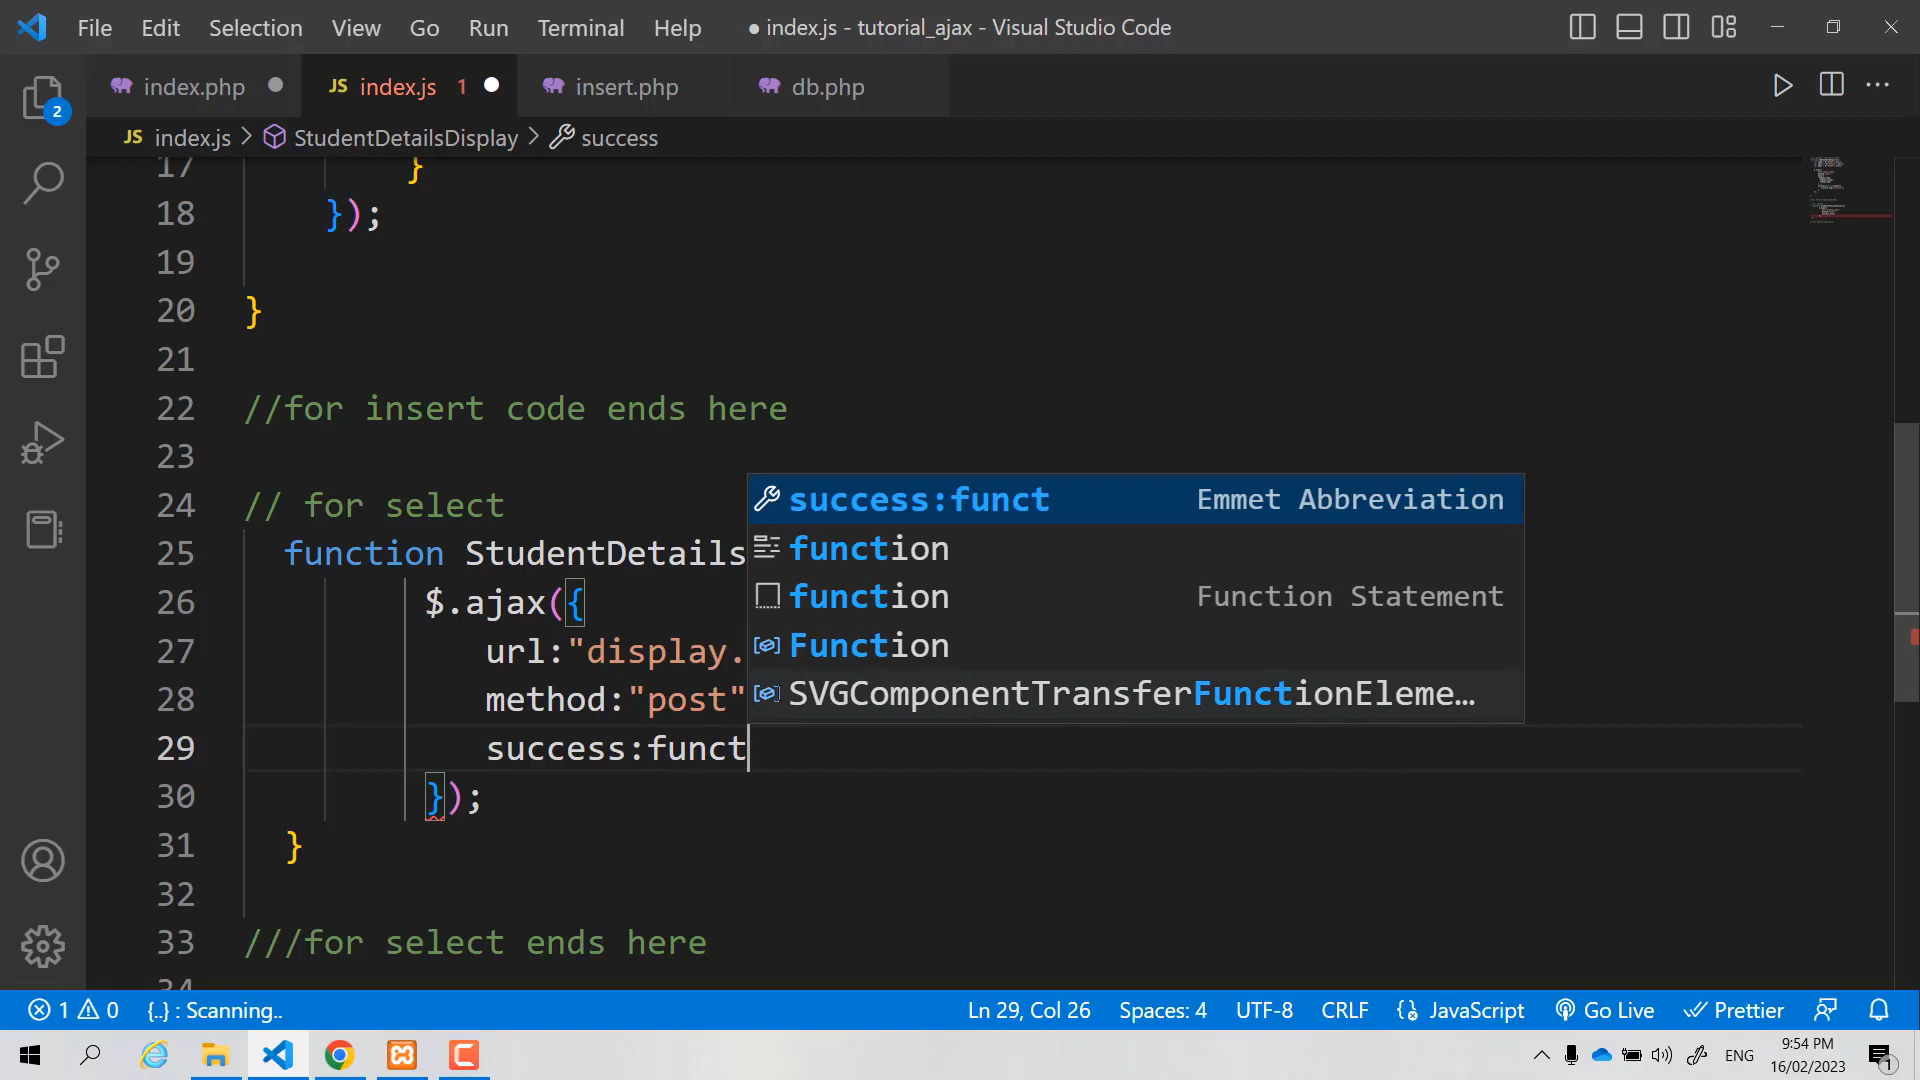 File Edit Selection View Go Run Terminal Help ● index.js - tutorial_ajax - Visual Studio Code
index.php JS index.js 1 insert.php db.php
2
JS index.js > StudentDetailsDisplay > success
17 }
18 });
19
20 }
21
22 //for insert code ends here
23
24 // for select
25 function StudentDetails
26 $.ajax({
27 url:"display.
28 method:"post"
29 success:funct
30 });
31 }
32
33 ///for select ends here
34
success:funct Emmet Abbreviation
function
function Function Statement
Function
SVGComponentTransferFunctionEleme…
1 0 {..} : Scanning.. Ln 29, Col 26 Spaces: 4 UTF-8 CRLF JavaScript Go Live Prettier
ENG 9:54 PM
16/02/2023 1